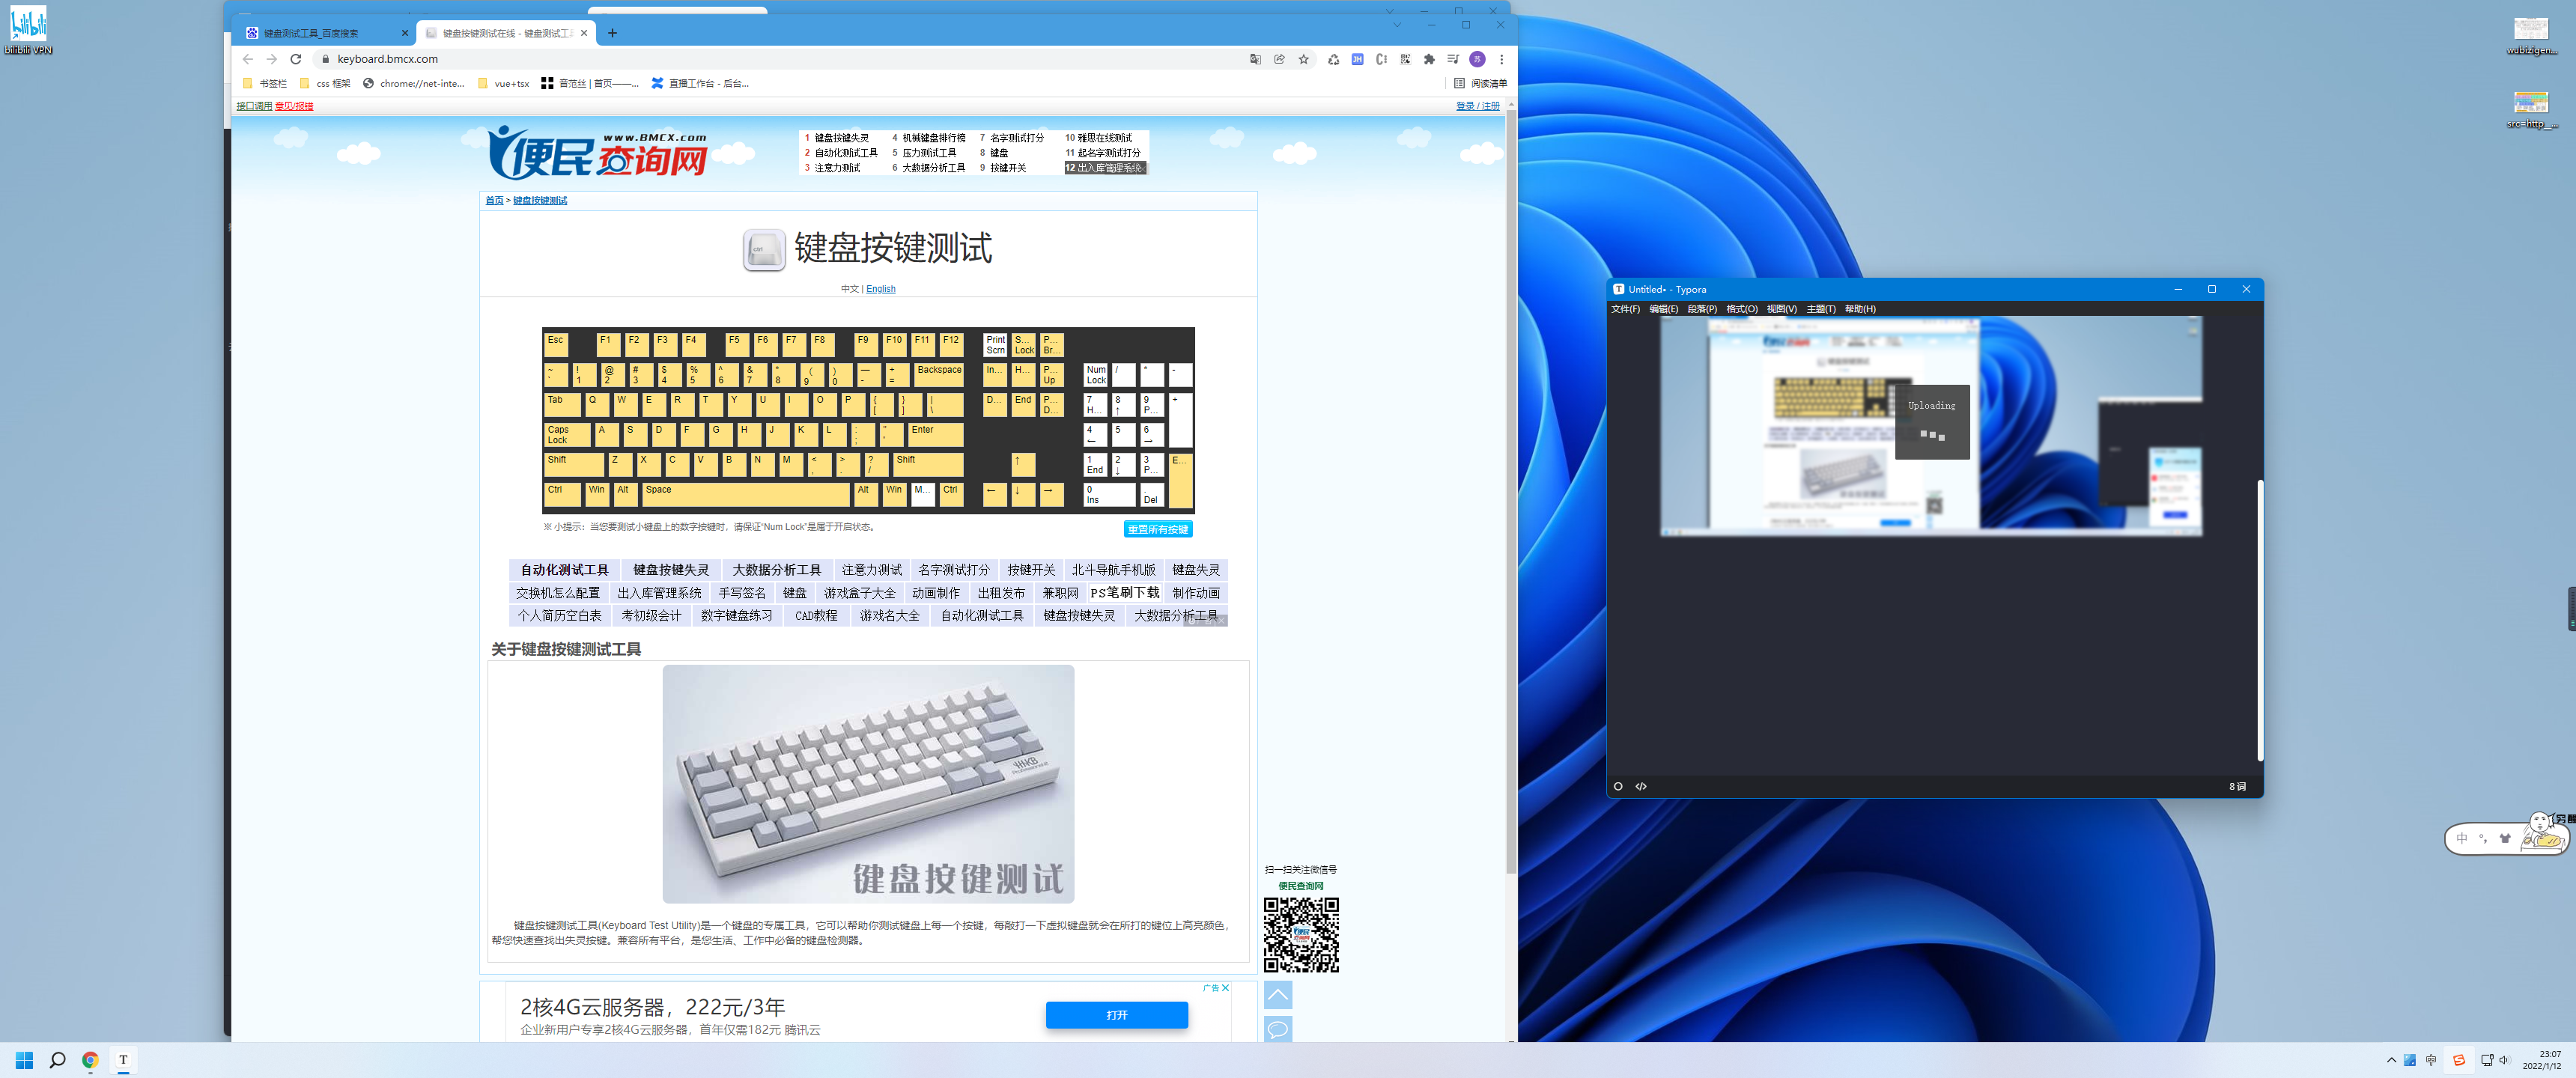 bilibili VPN
键盘测试工具_百度搜索
键盘按键测试在线 - 键盘测试工具
keyboard.bmcx.com
书签栏 css 框架 chrome://net-inte... vue+tsx 音范丝 | 首页——... 直播工作台 - 后台... 阅读清单
接口调用 意见/报错 登录 / 注册
www.BMCX.com
便民查询网
1 键盘按键失灵 4 机械键盘排行榜 7 名字测试打分 10 雅思在线测试
2 自动化测试工具 5 压力测试工具 8 键盘 11 起名字测试打分
3 注意力测试 6 大数据分析工具 9 按键开关 12 出入库管理系统
首页 > 键盘按键测试
ctrl
键盘按键测试
中文 | English
Esc F1 F2 F3 F4 F5 F6 F7 F8 F9 F10 F11 F12 Print Scrn S... Lock P... Br...
~ ` ! 1 @ 2 # 3 $ 4 % 5 ^ 6 & 7 * 8 ( 9 ) 0 — - + = Backspace In... H... P... Up Num Lock / * -
Tab Q W E R T Y U I O P { [ } ] | \ D... End P... D... 7 H... 8 ↑ 9 P... +
Caps Lock A S D F G H J K L : ; " ' Enter 4 ← 5 6 →
Shift Z X C V B N M < , > . ? / Shift ↑ 1 End 2 ↓ 3 P... E...
Ctrl Win Alt Space Alt Win M... Ctrl ← ↓ → 0 Ins . Del
※ 小提示：当您要测试小键盘上的数字按键时，请保证“Num Lock”是属于开启状态。
重置所有按键
自动化测试工具 键盘按键失灵 大数据分析工具 注意力测试 名字测试打分 按键开关 北斗导航手机版 键盘失灵
交换机怎么配置 出入库管理系统 手写签名 键盘 游戏盒子大全 动画制作 出租发布 兼职网 PS笔刷下载 制作动画
个人简历空白表 考初级会计 数字键盘练习 CAD教程 游戏名大全 自动化测试工具 键盘按键失灵 大数据分析工具
关于键盘按键测试工具
HHKB
Professional
键盘按键测试
键盘按键测试工具(Keyboard Test Utility)是一个键盘的专属工具，它可以帮助你测试键盘上每一个按键，每敲打一下虚拟键盘就会在所打的键位上高亮颜色，
帮您快速查找出失灵按键。兼容所有平台，是您生活、工作中必备的键盘检测器。
扫一扫关注微信号
便民查询网
广告
2核4G云服务器，222元/3年
企业新用户专享2核4G云服务器，首年仅需182元 腾讯云
打开
Untitled• - Typora
文件(F) 编辑(E) 段落(P) 格式(O) 视图(V) 主题(T) 帮助(H)
Uploading
8 词
wubizigen...
src=http__...
中
23:07
2022/1/12